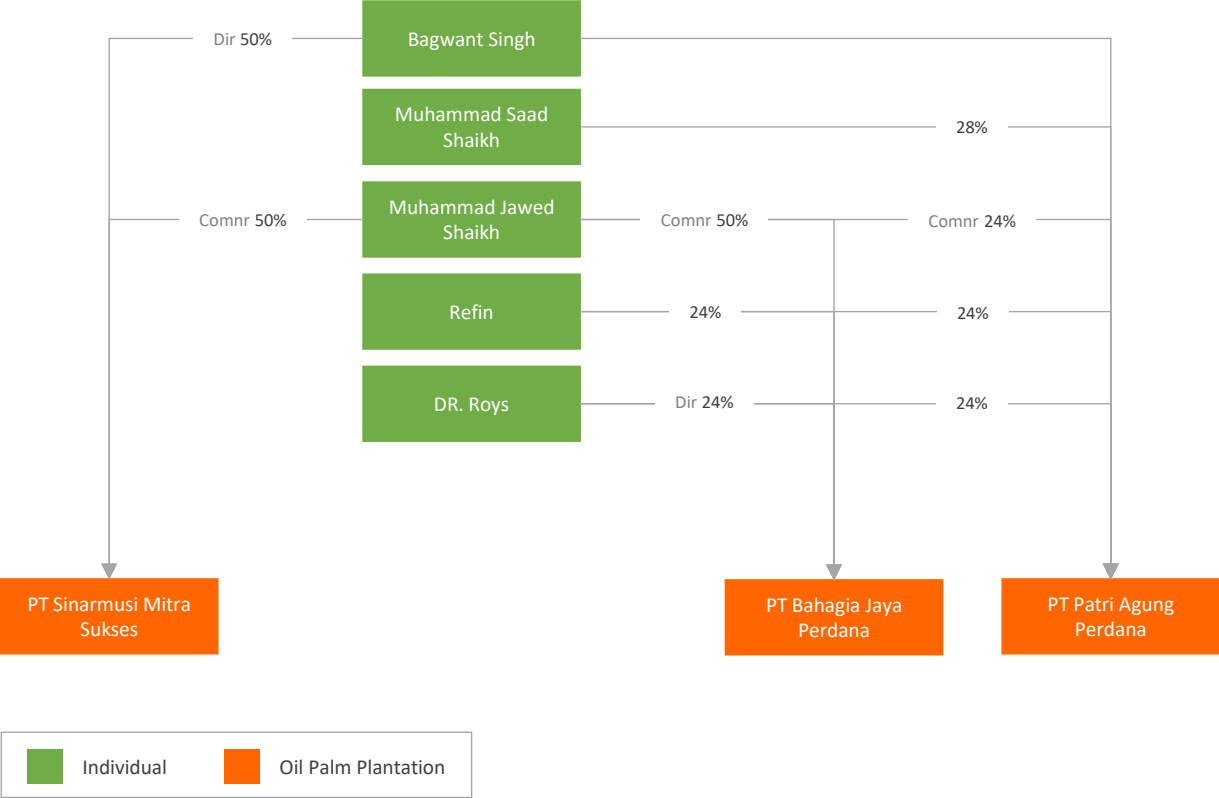 Dir 50%
Bagwant Singh
Muhammad Saad
Shaikh
28%
Comnr 50%
Muhammad Jawed
Shaikh
Comnr 50%
Comnr 24%
Refin
24%
24%
DR. Roys
Dir 24%
24%
PT Sinarmusi Mitra
Sukses
PT Bahagia Jaya
Perdana
PT Patri Agung
Perdana
Individual
Oil Palm Plantation